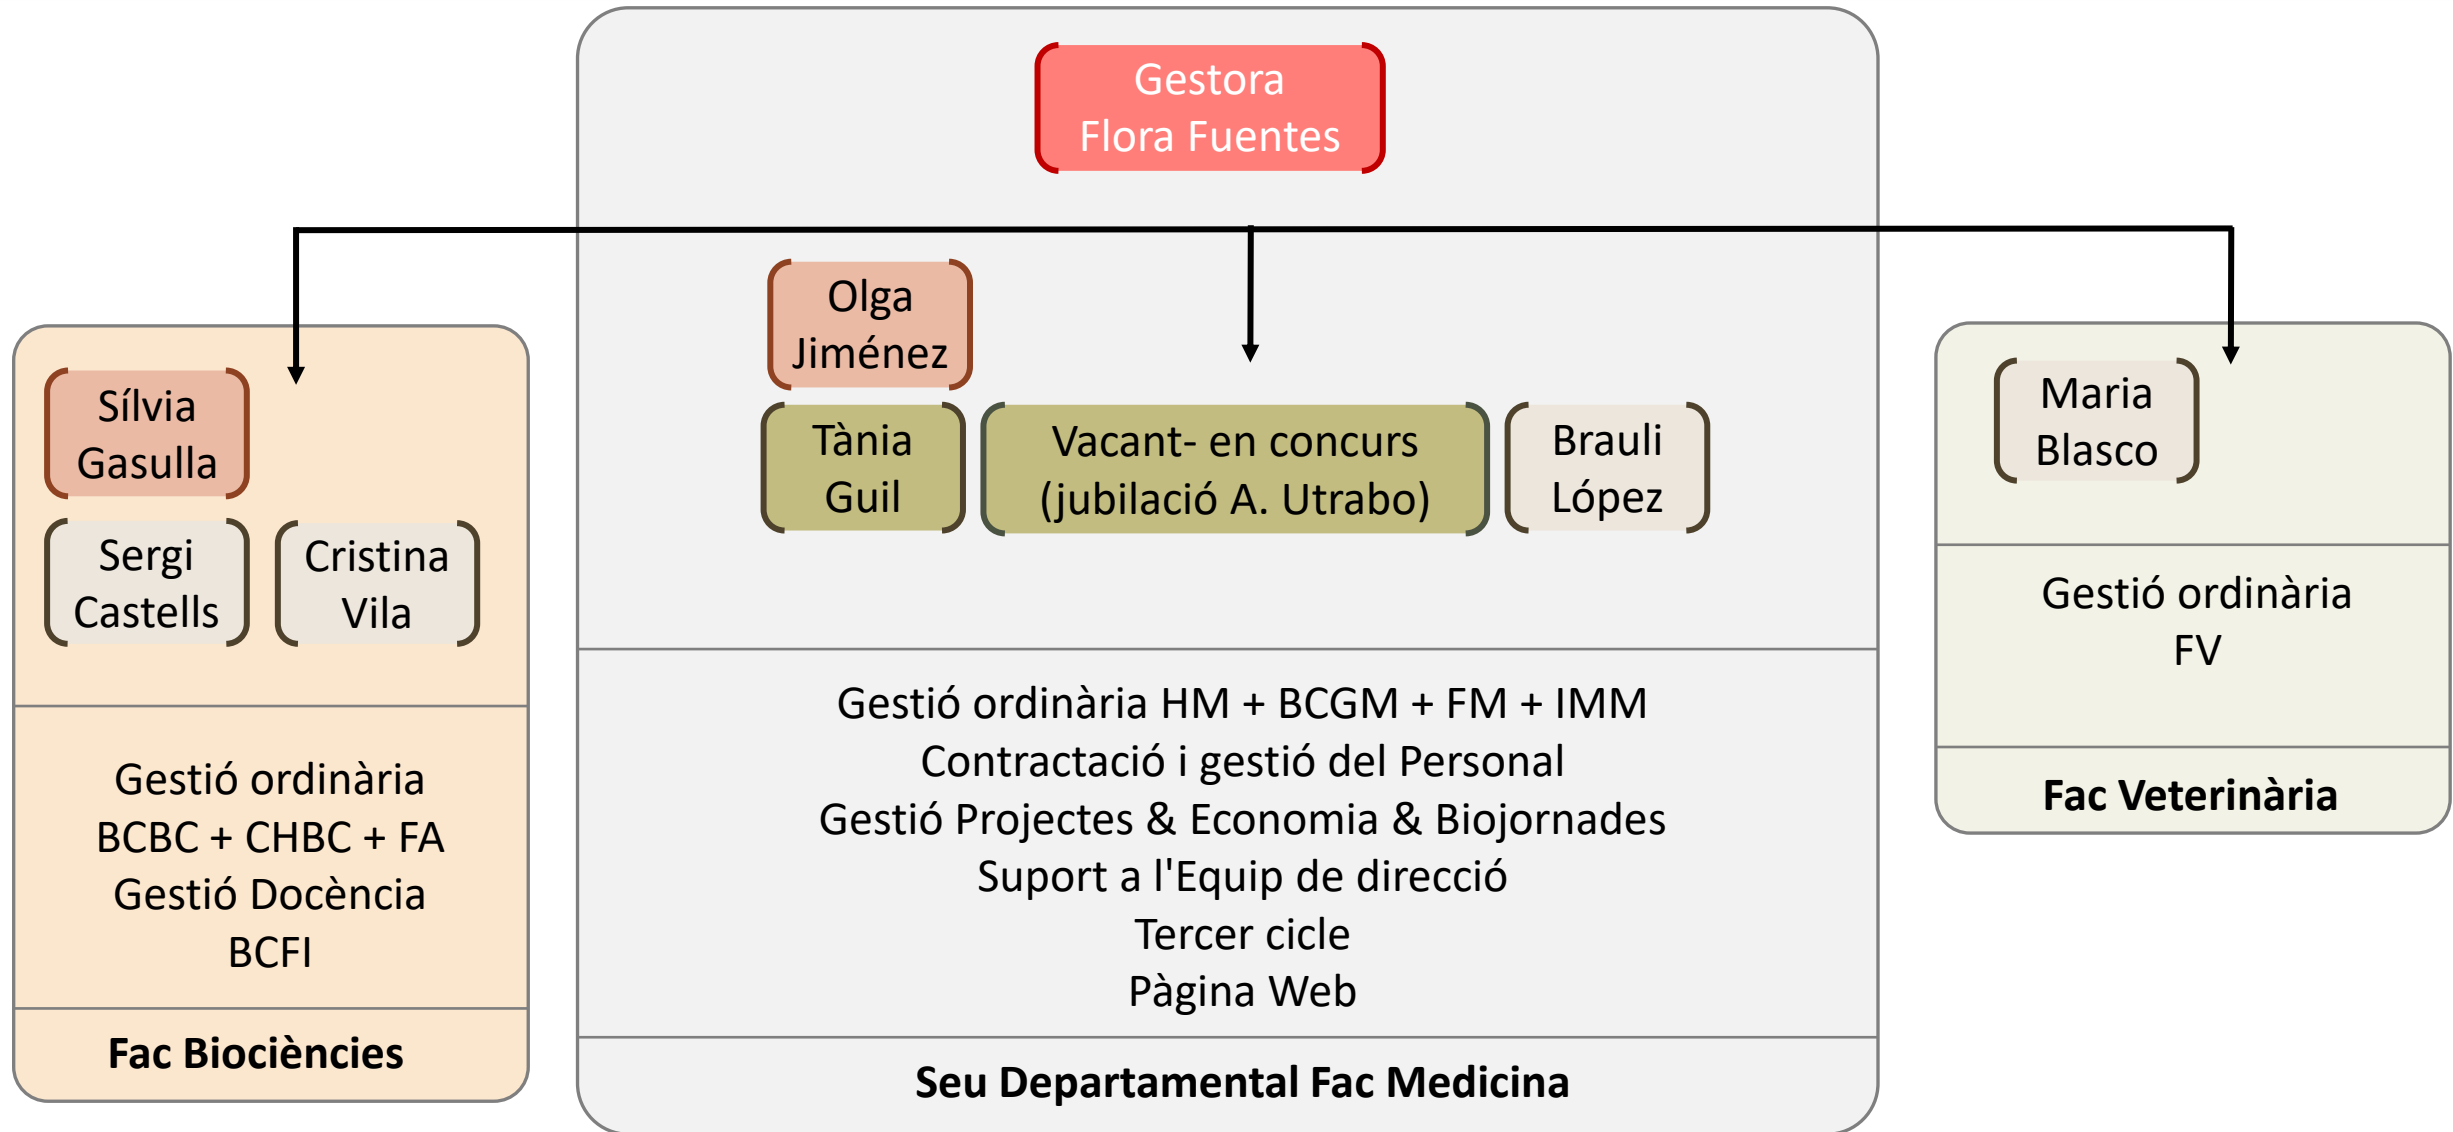 Gestora
Flora Fuentes
Olga
Jiménez
Tània
Guil
Vacant- en concurs
(jubilació A. Utrabo)
Brauli
López
Sílvia
Gasulla
Sergi
Castells
Cristina
Vila
Maria
Blasco
Gestió ordinària
BCBC + CHBC + FA
Gestió Docència
BCFI
Fac Biociències
Gestió ordinària HM + BCGM + FM + IMM
Contractació i gestió del Personal
Gestió Projectes & Economia & Biojornades
Suport a l'Equip de direcció
Tercer cicle
Pàgina Web
Seu Departamental Fac Medicina
Gestió ordinària
FV
Fac Veterinària